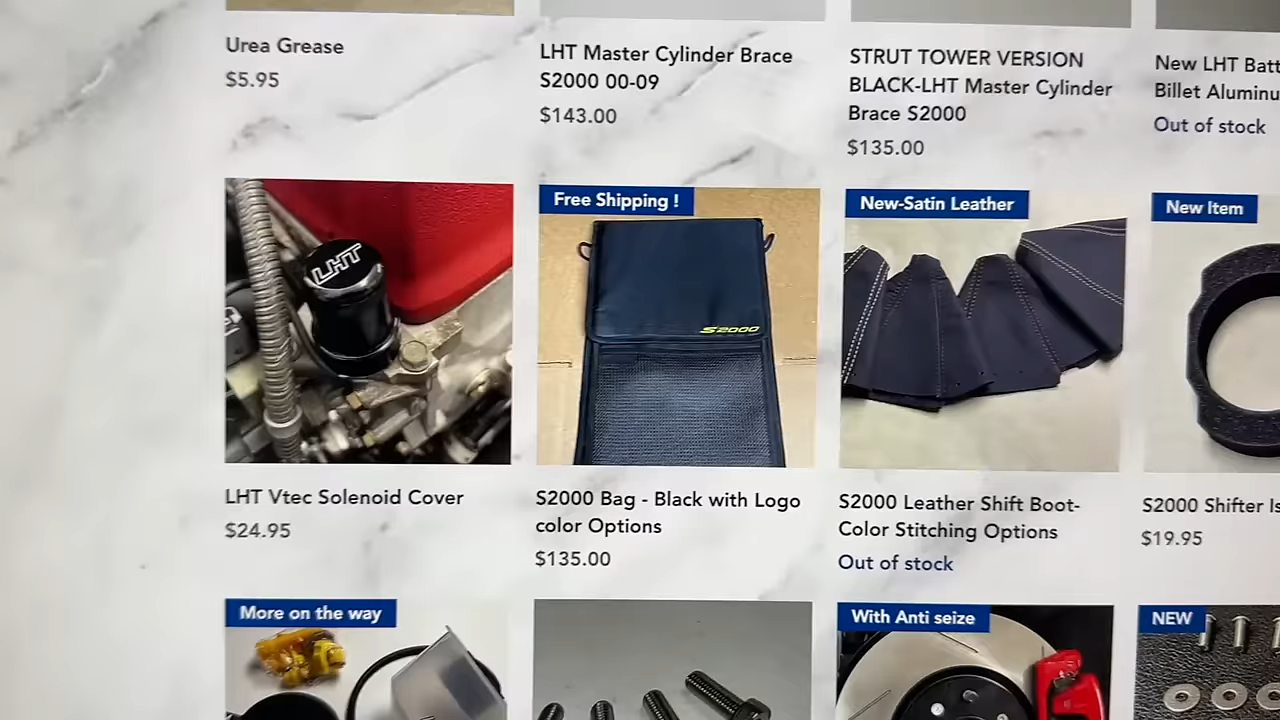 Urea Grease
$5.95
LHT Master Cylinder Brace
S2000 00-09
$143.00
STRUT TOWER VERSION
BLACK-LHT Master Cylinder
Brace S2000
$135.00
New LHT Batt
Billet Aluminu
Out of stock
LHT
Free Shipping !
S2000
New-Satin Leather
New Item
LHT Vtec Solenoid Cover
$24.95
S2000 Bag - Black with Logo
color Options
$135.00
S2000 Leather Shift Boot-
Color Stitching Options
Out of stock
S2000 Shifter Is
$19.95
More on the way
With Anti seize
NEW